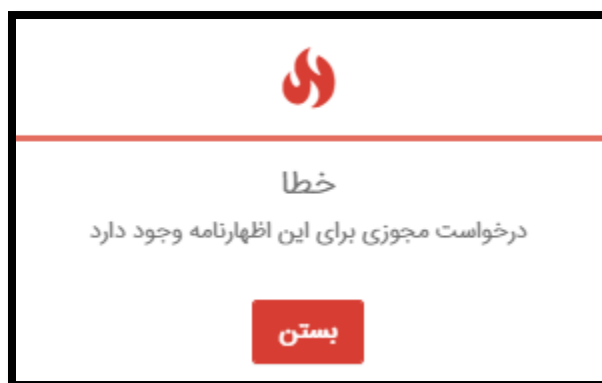 خطا
درخواست مجوزی برای این اظهارنامه وجود دارد
بستن